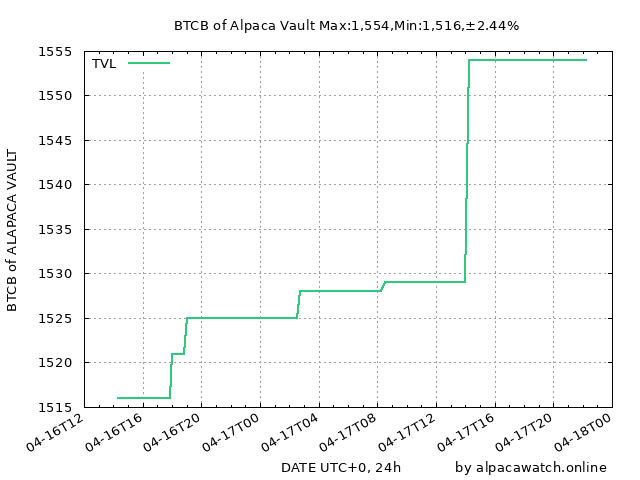 BTCB of Alpaca Vault Max:1,554,Min:1,516,±2.44%
TVL
BTCB of ALAPACA VAULT
1555
1550
1545
1540
1535
1530
1525
1520
1515
04-16T12
04-16T16
04-16T20
04-17T00
04-17T04
04-17T08
04-17T12
04-17T16
04-17T20
04-18T00
DATE UTC+0, 24h
by alpacawatch.online